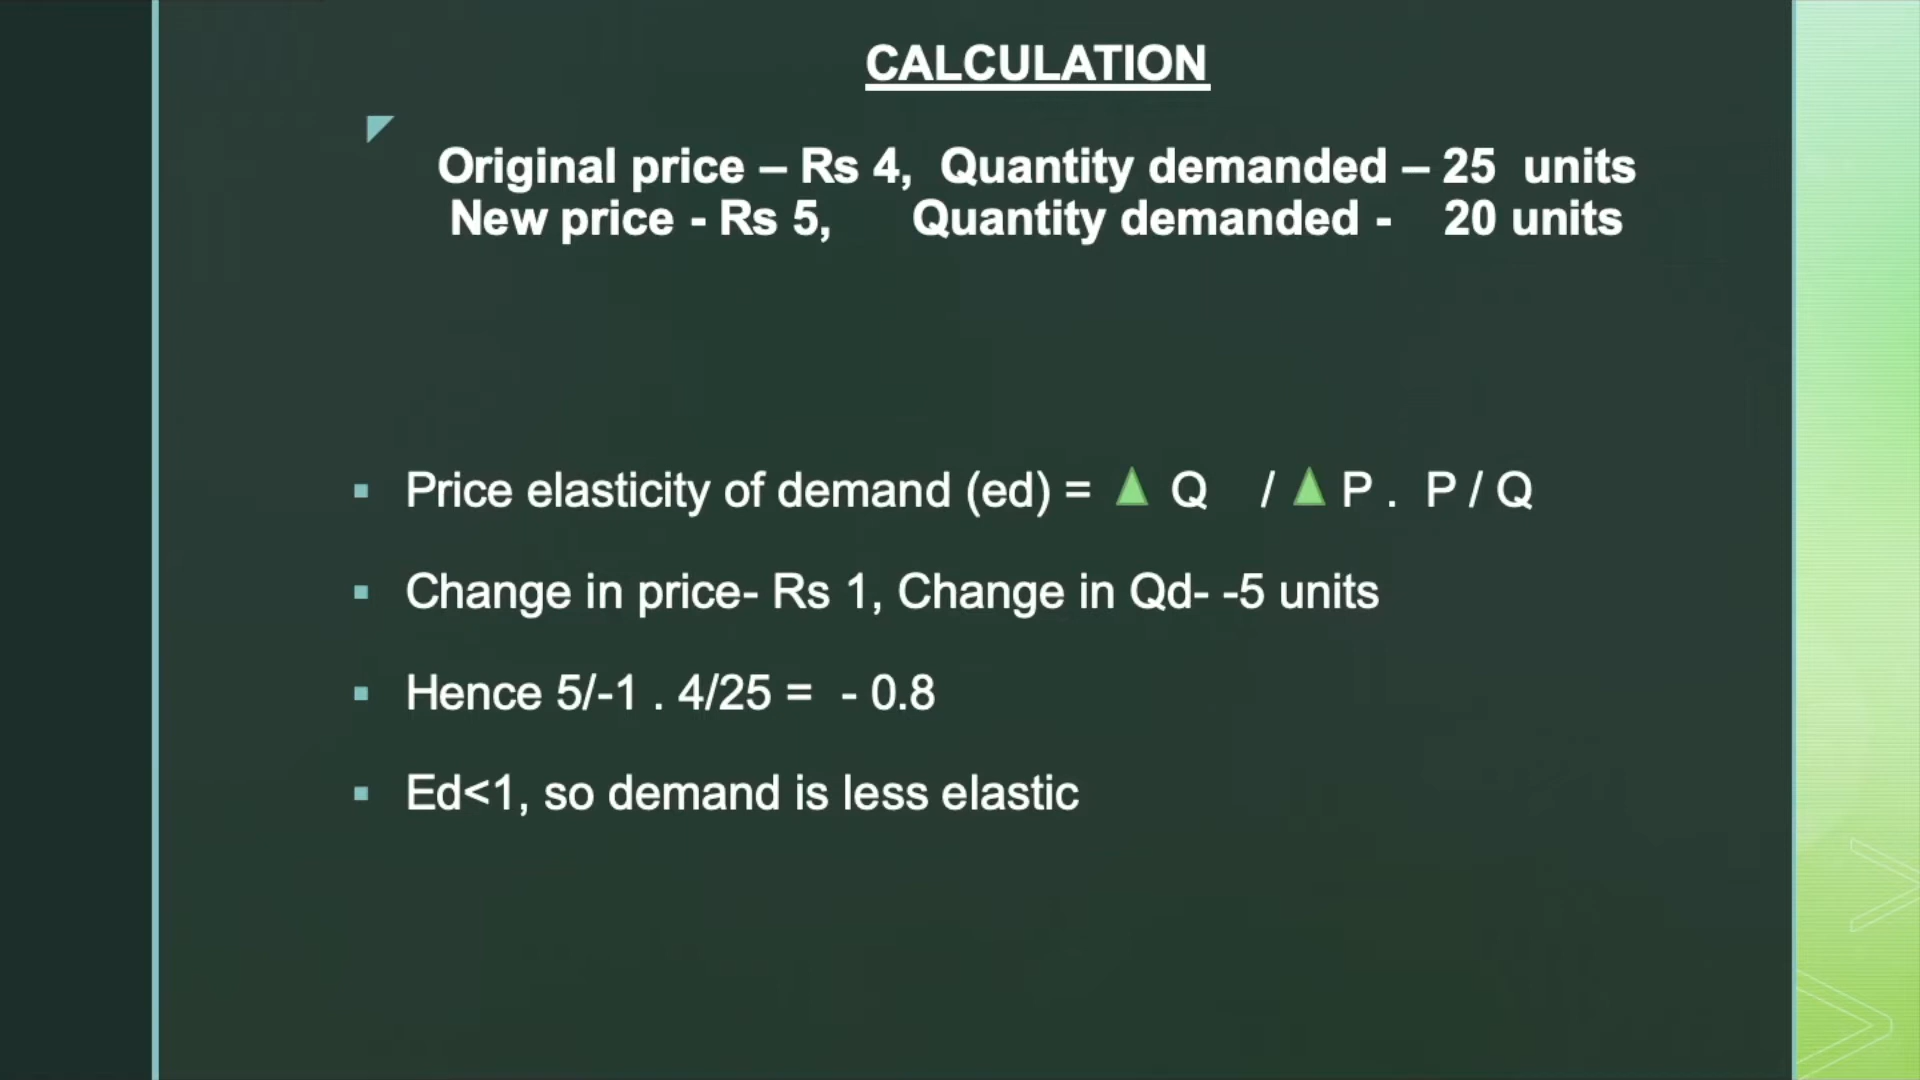 CALCULATION
Original price – Rs 4, Quantity demanded – 25 units
New price - Rs 5, Quantity demanded - 20 units
Price elasticity of demand (ed) = ▲ Q / ▲ P . P / Q
Change in price- Rs 1, Change in Qd- -5 units
Hence 5/-1 . 4/25 = - 0.8
Ed<1, so demand is less elastic